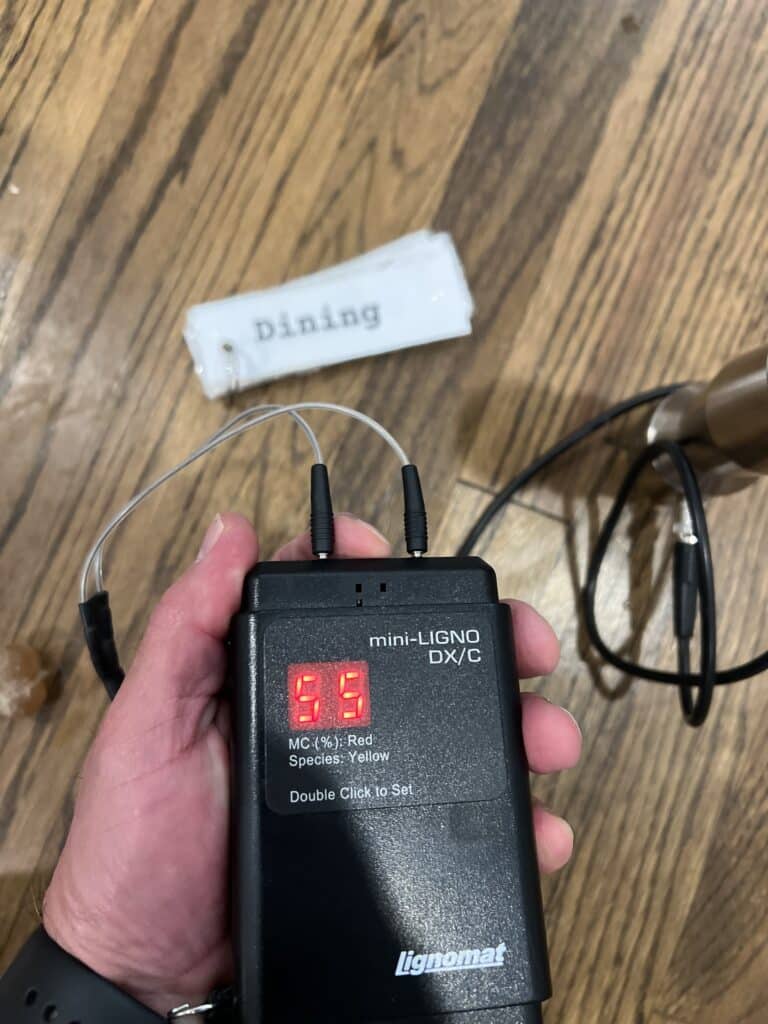 Dining
mini-LIGNO
DX/C
55
MC (%): Red
Species: Yellow
Double Click to Set
lignomat